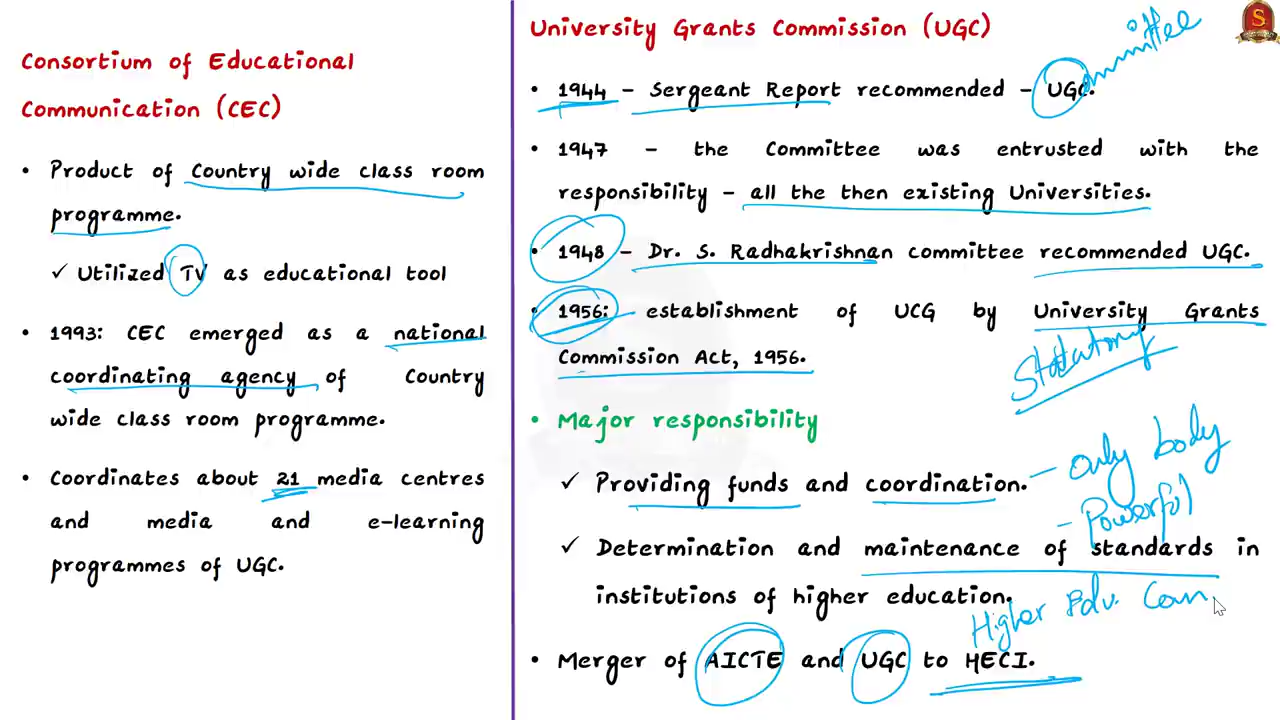 Consortium of Educational
Communication (CEC)
• Product of Country wide class room
programme.
✓ Utilized TV as educational tool
• 1993: CEC emerged as a national
coordinating agency of Country
wide class room programme.
• Coordinates about 21 media centres
and media and e-learning
programmes of UGC.
University Grants Commission (UGC)
ommittee
• 1944 – Sergeant Report recommended – UGC.
• 1947 – the Committee was entrusted with the
responsibility – all the then existing Universities.
• 1948 – Dr. S. Radhakrishnan committee recommended UGC.
• 1956: establishment of UCG by University Grants
Commission Act, 1956.
Statutory
• Major responsibility
✓ Providing funds and coordination.
– only body
– Powerful
✓ Determination and maintenance of standards in
institutions of higher education.
Higher Edu. Com
• Merger of AICTE and UGC to HECI.
S